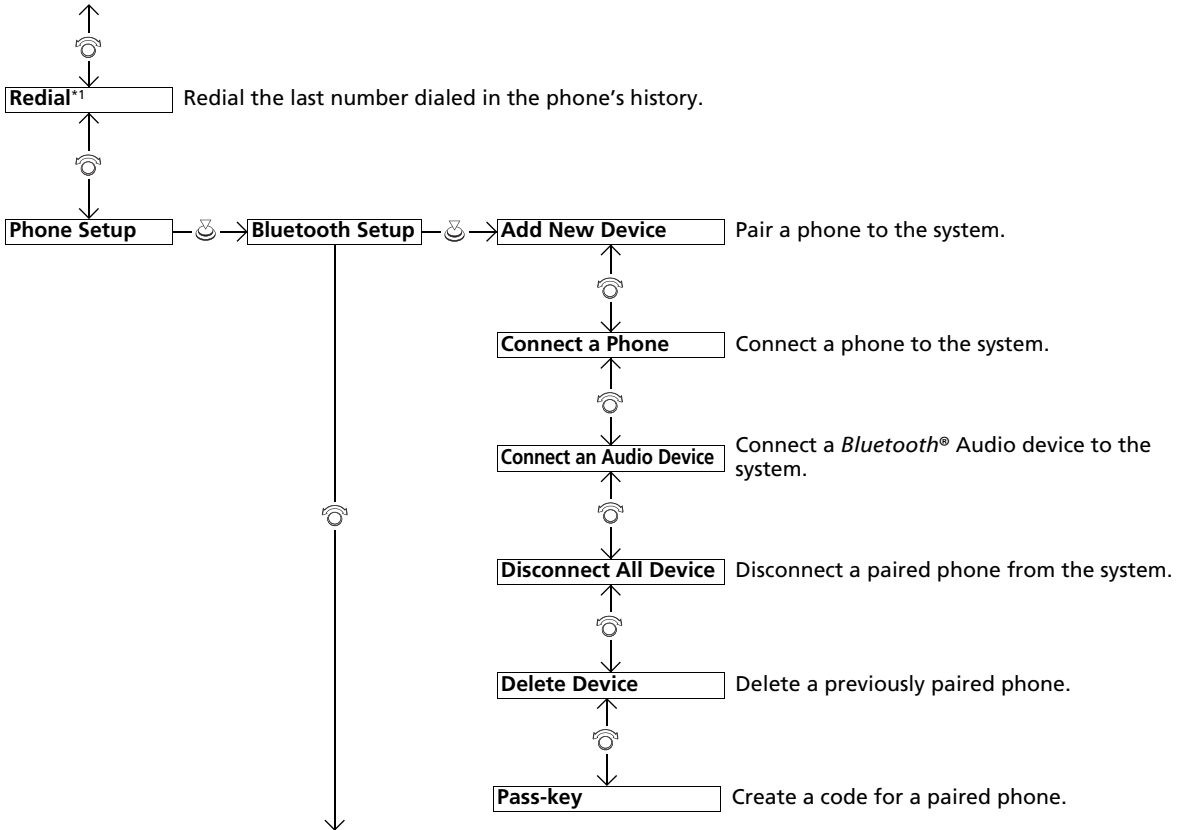 Redial*1
Redial the last number dialed in the phone's history.
Phone Setup
Bluetooth Setup
Add New Device
Pair a phone to the system.
Connect a Phone
Connect a phone to the system.
Connect an Audio Device
Connect a Bluetooth® Audio device to the
system.
Disconnect All Device
Disconnect a paired phone from the system.
Delete Device
Delete a previously paired phone.
Pass-key
Create a code for a paired phone.